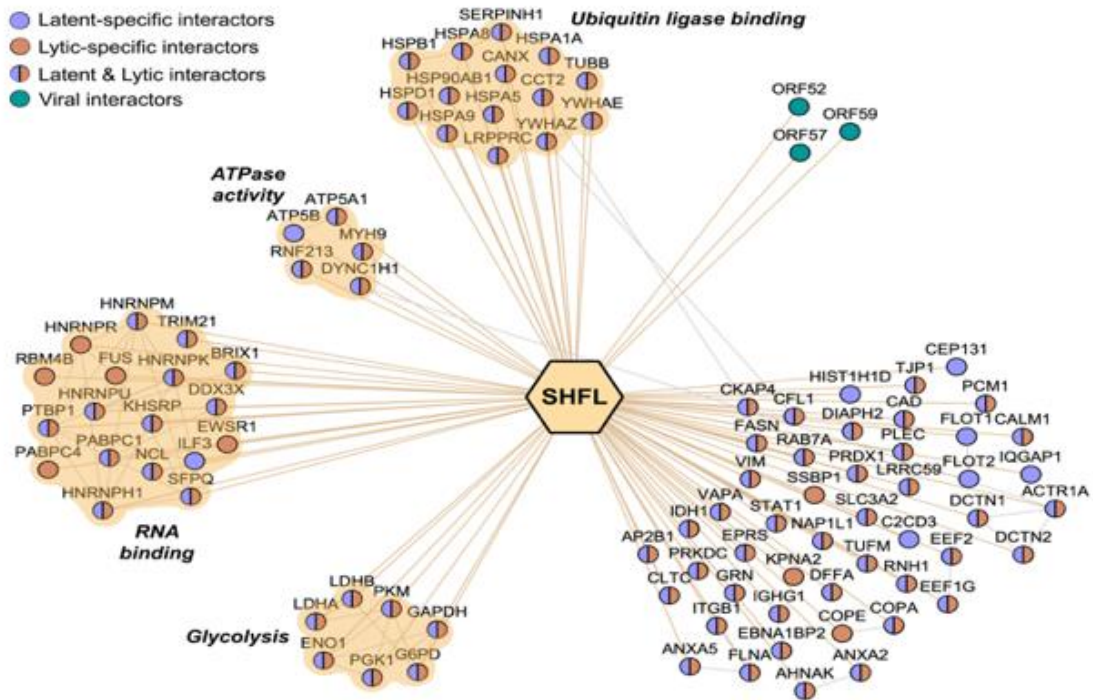 Latent-specific interactors
Lytic-specific interactors
Latent & Lytic interactors
Viral interactors
Ubiquitin ligase binding
SERPINH1
HSPB1
HSPA8
HSPA1A
CANX
TUBB
HSP90AB1
CCT2
HSPD1
HSPA5
YWHAE
HSPA9
YWHAZ
LRPPRC
ORF52
ORF59
ORF57
ATPase
activity
ATP5A1
ATP5B
MYH9
RNF213
DYNC1H1
HNRNPM
HNRNPR
TRIM21
RBM4B
FUS
HNRNPK
BRIX1
HNRNPU
DDX3X
PTBP1
KHSRP
EWSR1
PABPC4
PABPC1
NCL
ILF3
SFPQ
HNRNPH1
RNA
binding
SHFL
CEP131
HIST1H1D
TJP1
CKAP4
CFL1
CAD
PCM1
FASN
DIAPH2
FLOT1
CALM1
RAB7A
PLEC
VIM
PRDX1
LRRC59
FLOT2
IQGAP1
SSBP1
SLC3A2
DCTN1
ACTR1A
VAPA
STAT1
NAP1L1
C2CD3
IDH1
EEF2
DCTN2
AP2B1
PRKDC
EPRS
KPNA2
TUFM
RNH1
CLTC
GRN
DFFA
EEF1G
ITGB1
IGHG1
COPE
COPA
EBNA1BP2
ANXA5
FLNA
AHNAK
ANXA2
Glycolysis
LDHB
LDHA
PKM
GAPDH
ENO1
PGK1
G6PD